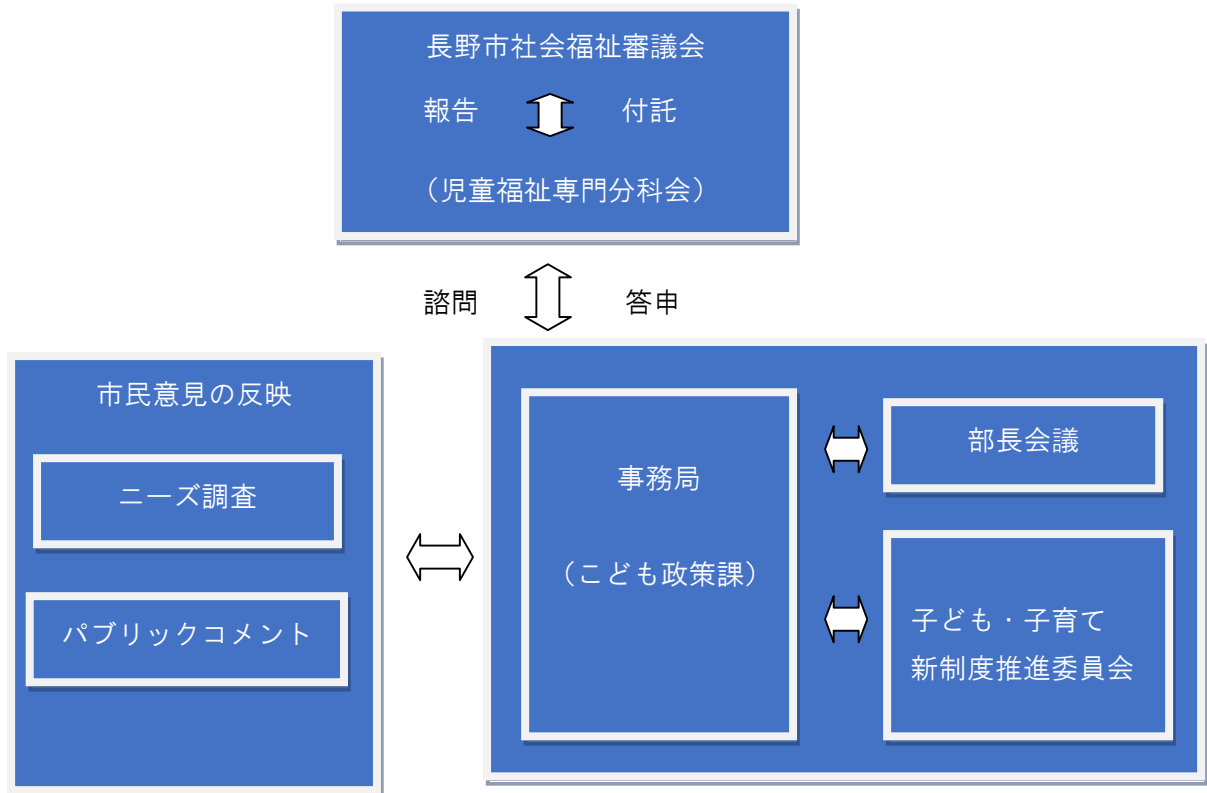 長野市社会福祉審議会
報告 付託
（児童福祉専門分科会）
諮問 答申
市民意見の反映
ニーズ調査
パブリックコメント
事務局
（こども政策課）
部長会議
子ども・子育て
新制度推進委員会